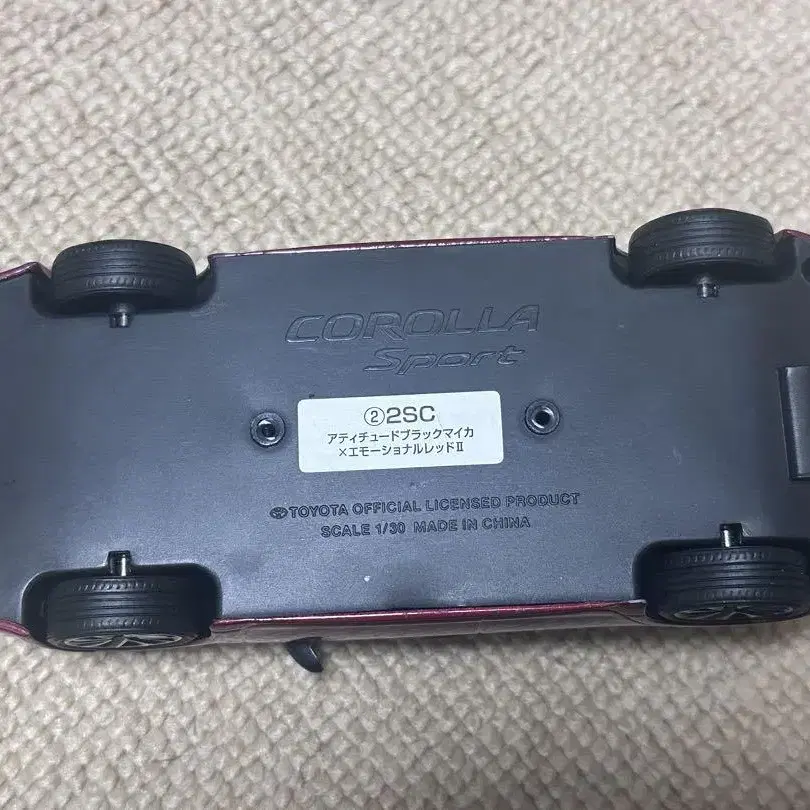 COROLLA
Sport
②2SC
アティチュードブラックマイカ
×エモーショナルレッドⅡ
TOYOTA OFFICIAL LICENSED PRODUCT
SCALE 1/30 MADE IN CHINA